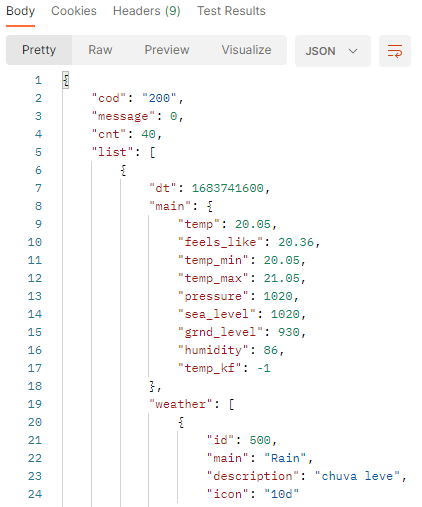 Body Cookies Headers (9) Test Results
Pretty Raw Preview Visualize JSON
1 {
2 "cod": "200",
3 "message": 0,
4 "cnt": 40,
5 "list": [
6 {
7 "dt": 1683741600,
8 "main": {
9 "temp": 20.05,
10 "feels_like": 20.36,
11 "temp_min": 20.05,
12 "temp_max": 21.05,
13 "pressure": 1020,
14 "sea_level": 1020,
15 "grnd_level": 930,
16 "humidity": 86,
17 "temp_kf": -1
18 },
19 "weather": [
20 {
21 "id": 500,
22 "main": "Rain",
23 "description": "chuva leve",
24 "icon": "10d"